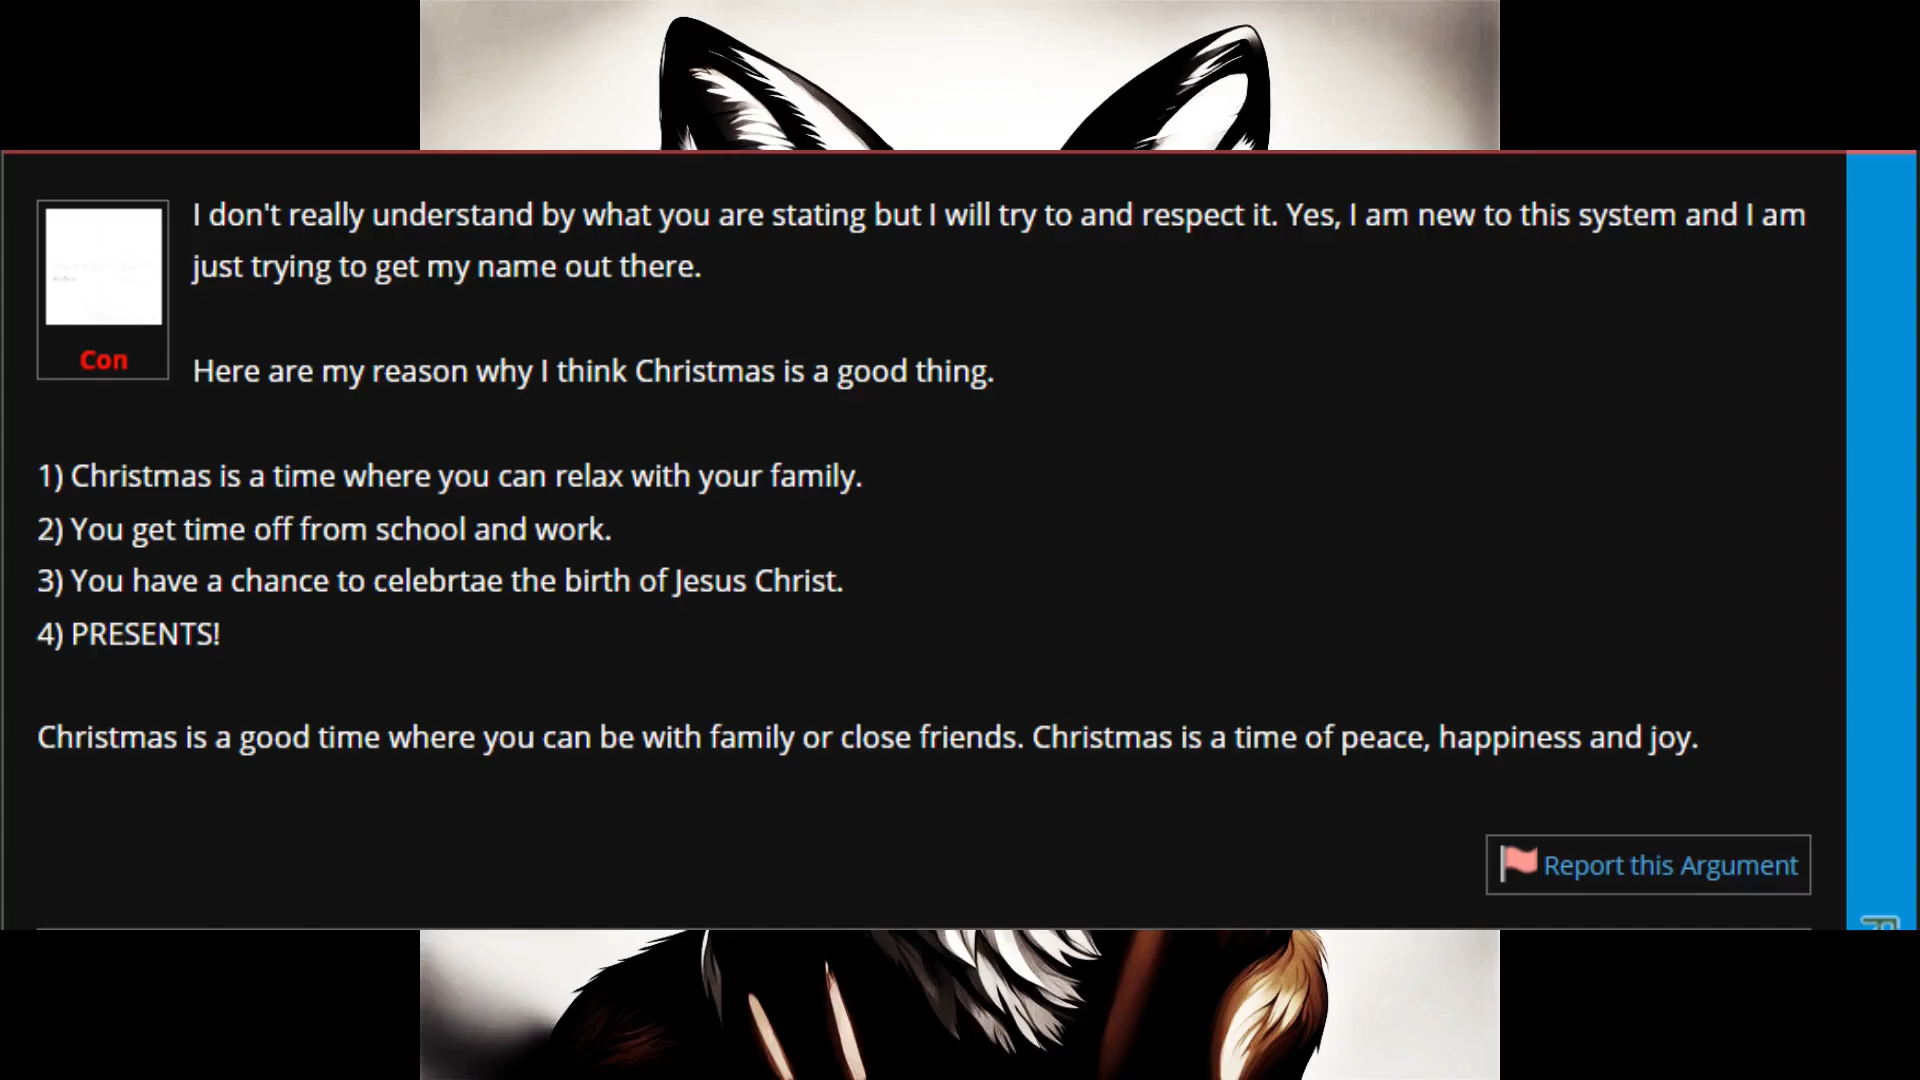 I don't really understand by what you are stating but I will try to and respect it. Yes, I am new to this system and I am
just trying to get my name out there.
Con
Here are my reason why I think Christmas is a good thing.
1) Christmas is a time where you can relax with your family.
2) You get time off from school and work.
3) You have a chance to celebrtae the birth of Jesus Christ.
4) PRESENTS!
Christmas is a good time where you can be with family or close friends. Christmas is a time of peace, happiness and joy.
Report this Argument